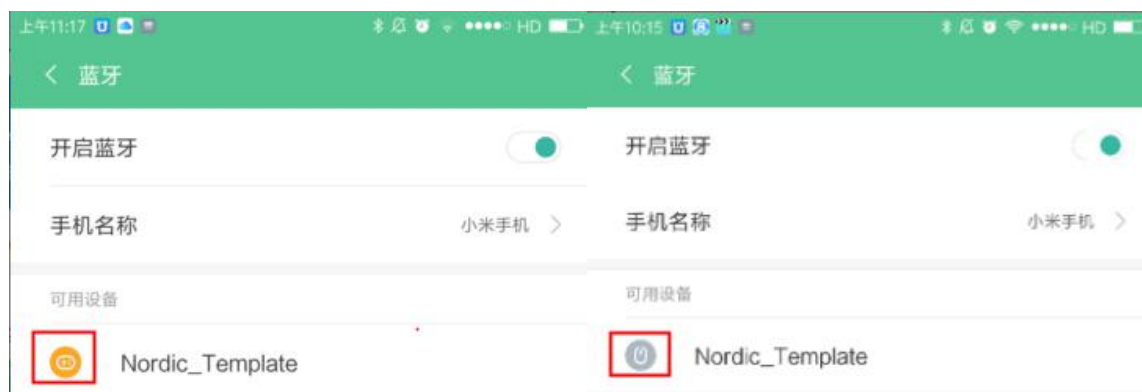 上午11:17 HD
蓝牙
开启蓝牙
手机名称 小米手机
可用设备
Nordic_Template
上午10:15 HD
蓝牙
开启蓝牙
手机名称 小米手机
可用设备
Nordic_Template